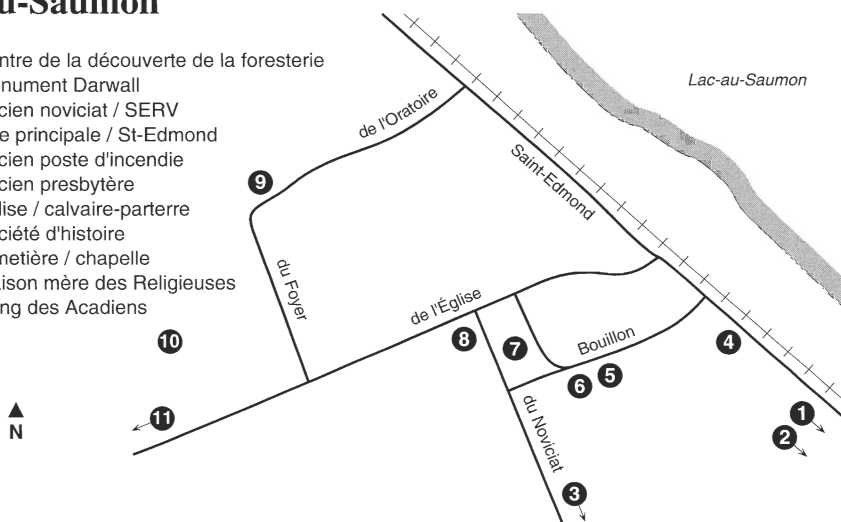 u-Saumon
ntre de la découverte de la foresterie
nument Darwall
cien noviciat / SERV
e principale / St-Edmond
cien poste d'incendie
cien presbytère
lise / calvaire-parterre
ciété d'histoire
metière / chapelle
aison mère des Religieuses
ng des Acadiens
Lac-au-Saumon
de l'Oratoire
Saint-Edmond
9
du Foyer
de l'Église
Bouillon
10
8
7
4
6
5
11
N
du Noviciat
1
2
3